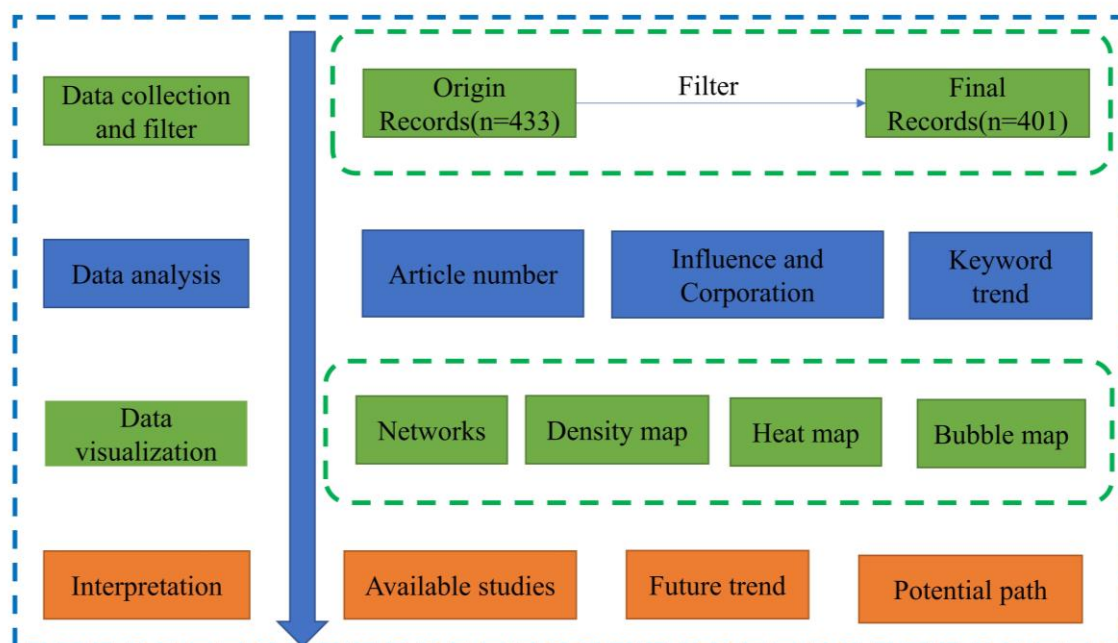 Data collection
and filter
Origin
Records(n=433)
Filter
Final
Records(n=401)
Data analysis
Article number
Influence and
Corporation
Keyword
trend
Data
visualization
Networks
Density map
Heat map
Bubble map
Interpretation
Available studies
Future trend
Potential path